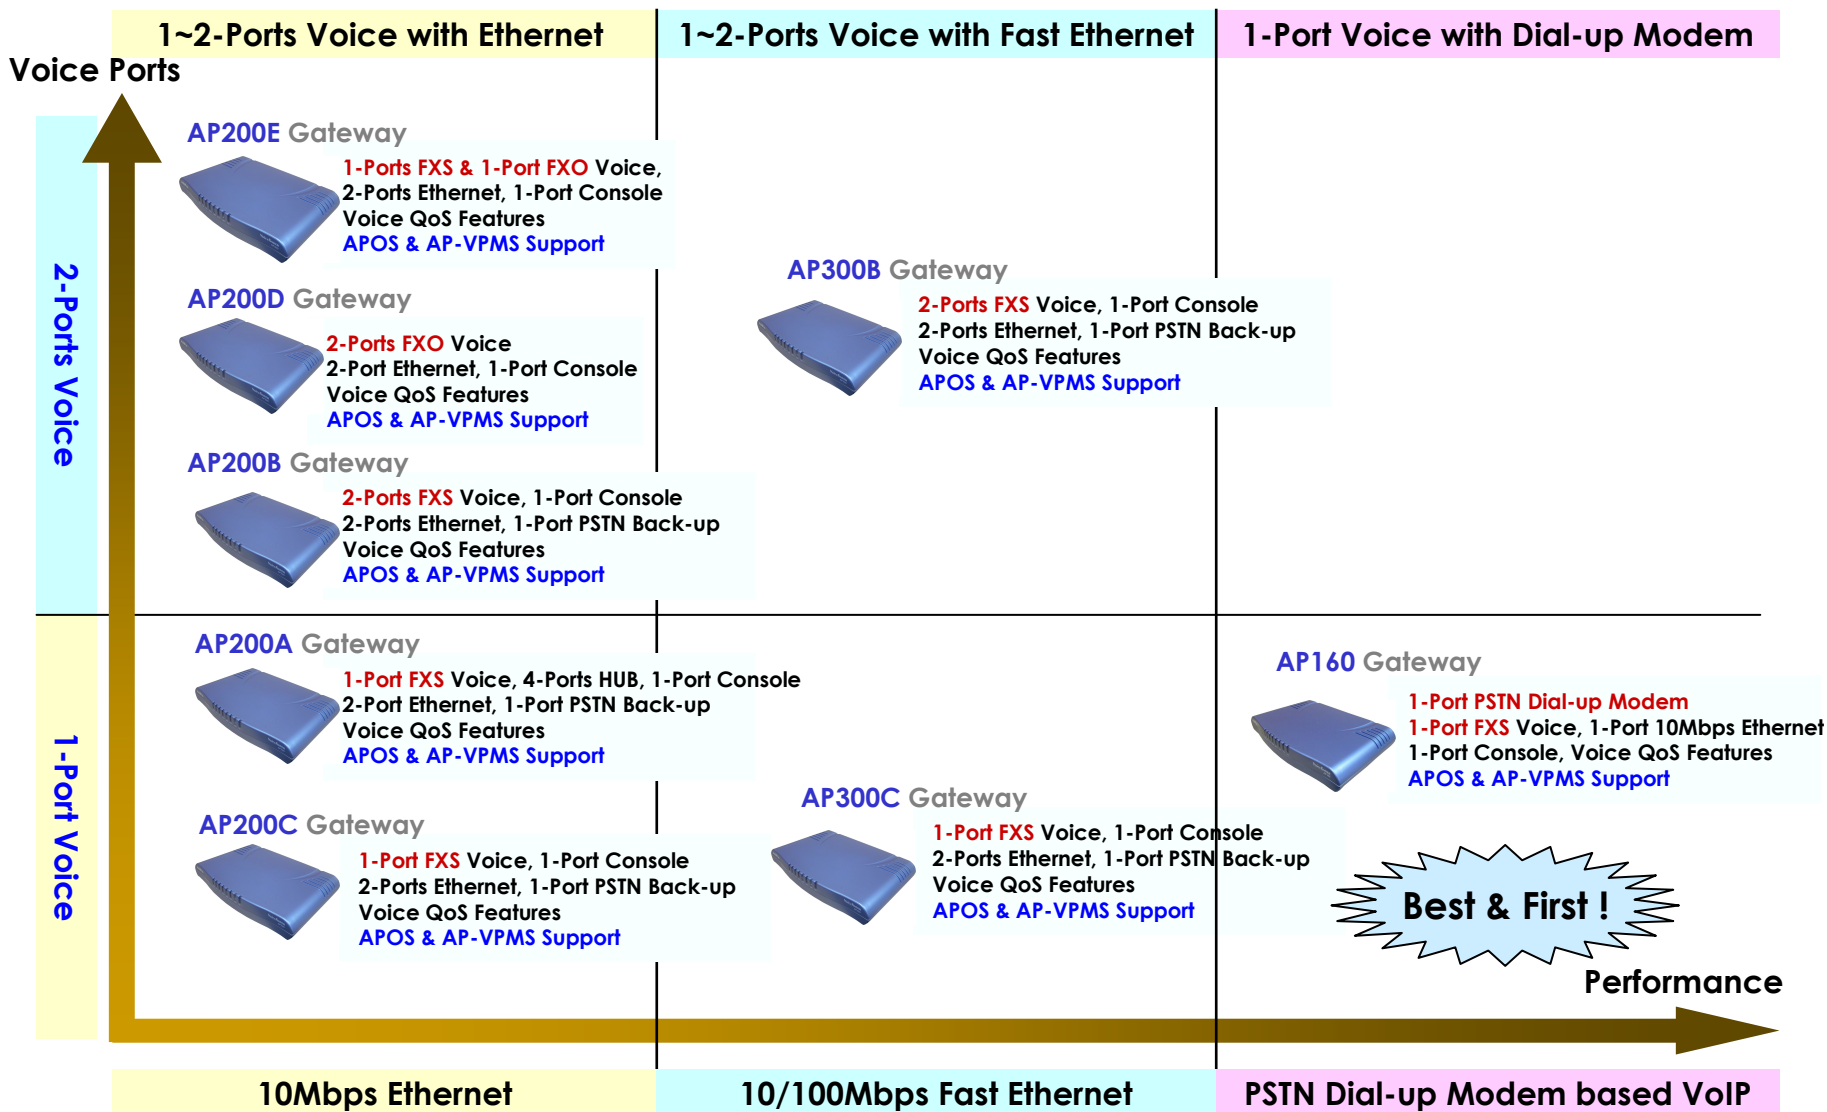 1~2-Ports Voice with Ethernet
1~2-Ports Voice with Fast Ethernet
1-Port Voice with Dial-up Modem
Voice Ports
2-Ports Voice
AP200E Gateway
1-Ports FXS & 1-Port FXO Voice,
2-Ports Ethernet, 1-Port Console
Voice QoS Features
APOS & AP-VPMS Support
AP200D Gateway
2-Ports FXO Voice
2-Port Ethernet, 1-Port Console
Voice QoS Features
APOS & AP-VPMS Support
AP200B Gateway
2-Ports FXS Voice, 1-Port Console
2-Ports Ethernet, 1-Port PSTN Back-up
Voice QoS Features
APOS & AP-VPMS Support
AP300B Gateway
2-Ports FXS Voice, 1-Port Console
2-Ports Ethernet, 1-Port PSTN Back-up
Voice QoS Features
APOS & AP-VPMS Support
1-Port Voice
AP200A Gateway
1-Port FXS Voice, 4-Ports HUB, 1-Port Console
2-Port Ethernet, 1-Port PSTN Back-up
Voice QoS Features
APOS & AP-VPMS Support
AP200C Gateway
1-Port FXS Voice, 1-Port Console
2-Ports Ethernet, 1-Port PSTN Back-up
Voice QoS Features
APOS & AP-VPMS Support
AP300C Gateway
1-Port FXS Voice, 1-Port Console
2-Ports Ethernet, 1-Port PSTN Back-up
Voice QoS Features
APOS & AP-VPMS Support
AP160 Gateway
1-Port PSTN Dial-up Modem
1-Port FXS Voice, 1-Port 10Mbps Ethernet
1-Port Console, Voice QoS Features
APOS & AP-VPMS Support
Best & First !
Performance
10Mbps Ethernet
10/100Mbps Fast Ethernet
PSTN Dial-up Modem based VoIP